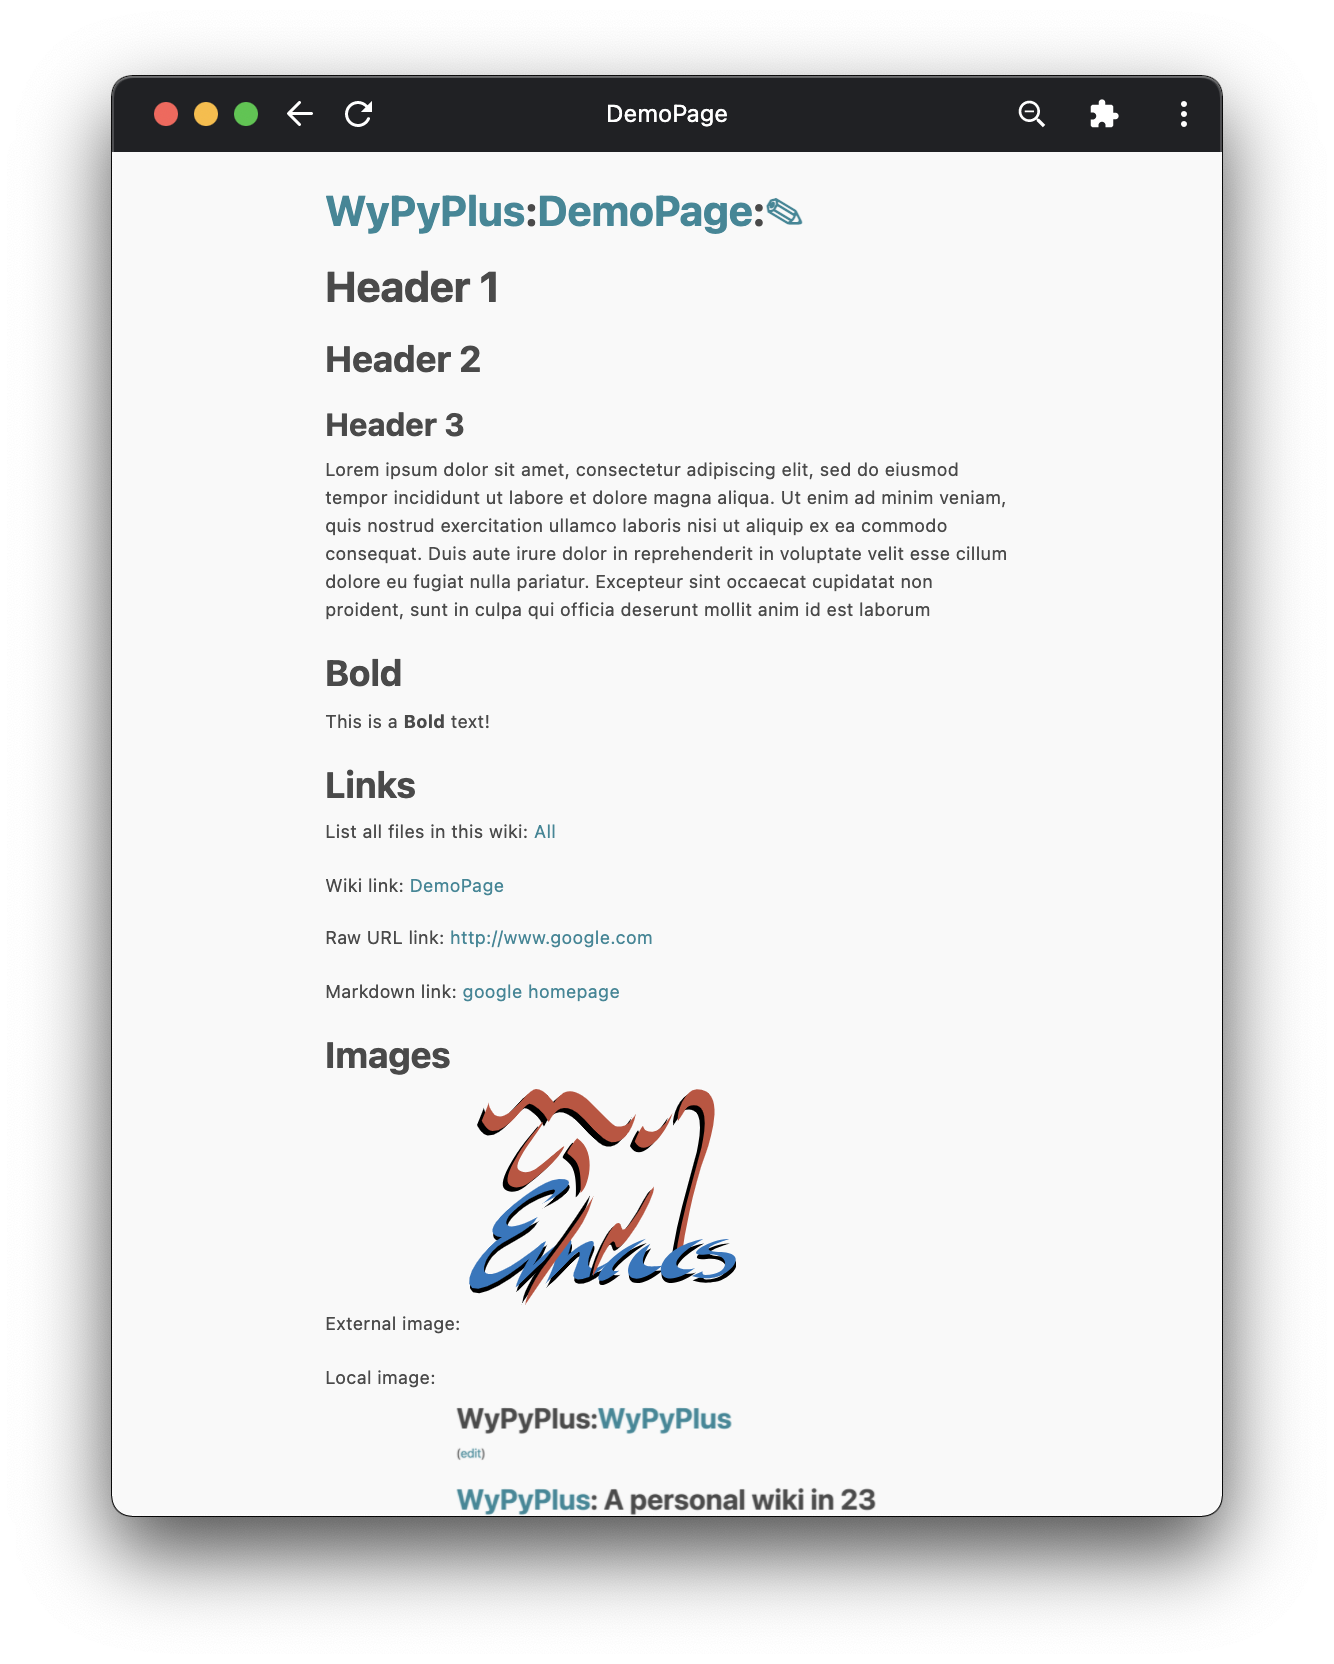 DemoPage
WyPyPlus:DemoPage:✎
Header 1
Header 2
Header 3
Lorem ipsum dolor sit amet, consectetur adipiscing elit, sed do eiusmod
tempor incididunt ut labore et dolore magna aliqua. Ut enim ad minim veniam,
quis nostrud exercitation ullamco laboris nisi ut aliquip ex ea commodo
consequat. Duis aute irure dolor in reprehenderit in voluptate velit esse cillum
dolore eu fugiat nulla pariatur. Excepteur sint occaecat cupidatat non
proident, sunt in culpa qui officia deserunt mollit anim id est laborum
Bold
This is a Bold text!
Links
List all files in this wiki: All
Wiki link: DemoPage
Raw URL link: http://www.google.com
Markdown link: google homepage
Images
Emacs
External image:
Local image:
WyPyPlus:WyPyPlus
(edit)
WyPyPlus: A personal wiki in 23